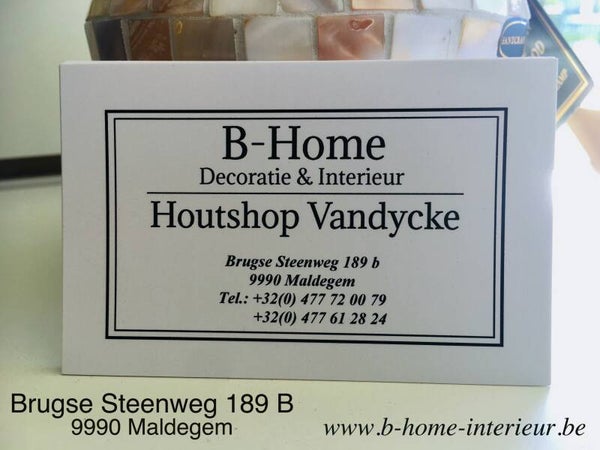 B-Home
Decoratie & Interieur
Houtshop Vandycke
Brugse Steenweg 189 b
9990 Maldegem
Tel.: +32(0) 477 72 00 79
+32(0) 477 61 28 24
Brugse Steenweg 189 B
9990 Maldegem
www.b-home-interieur.be